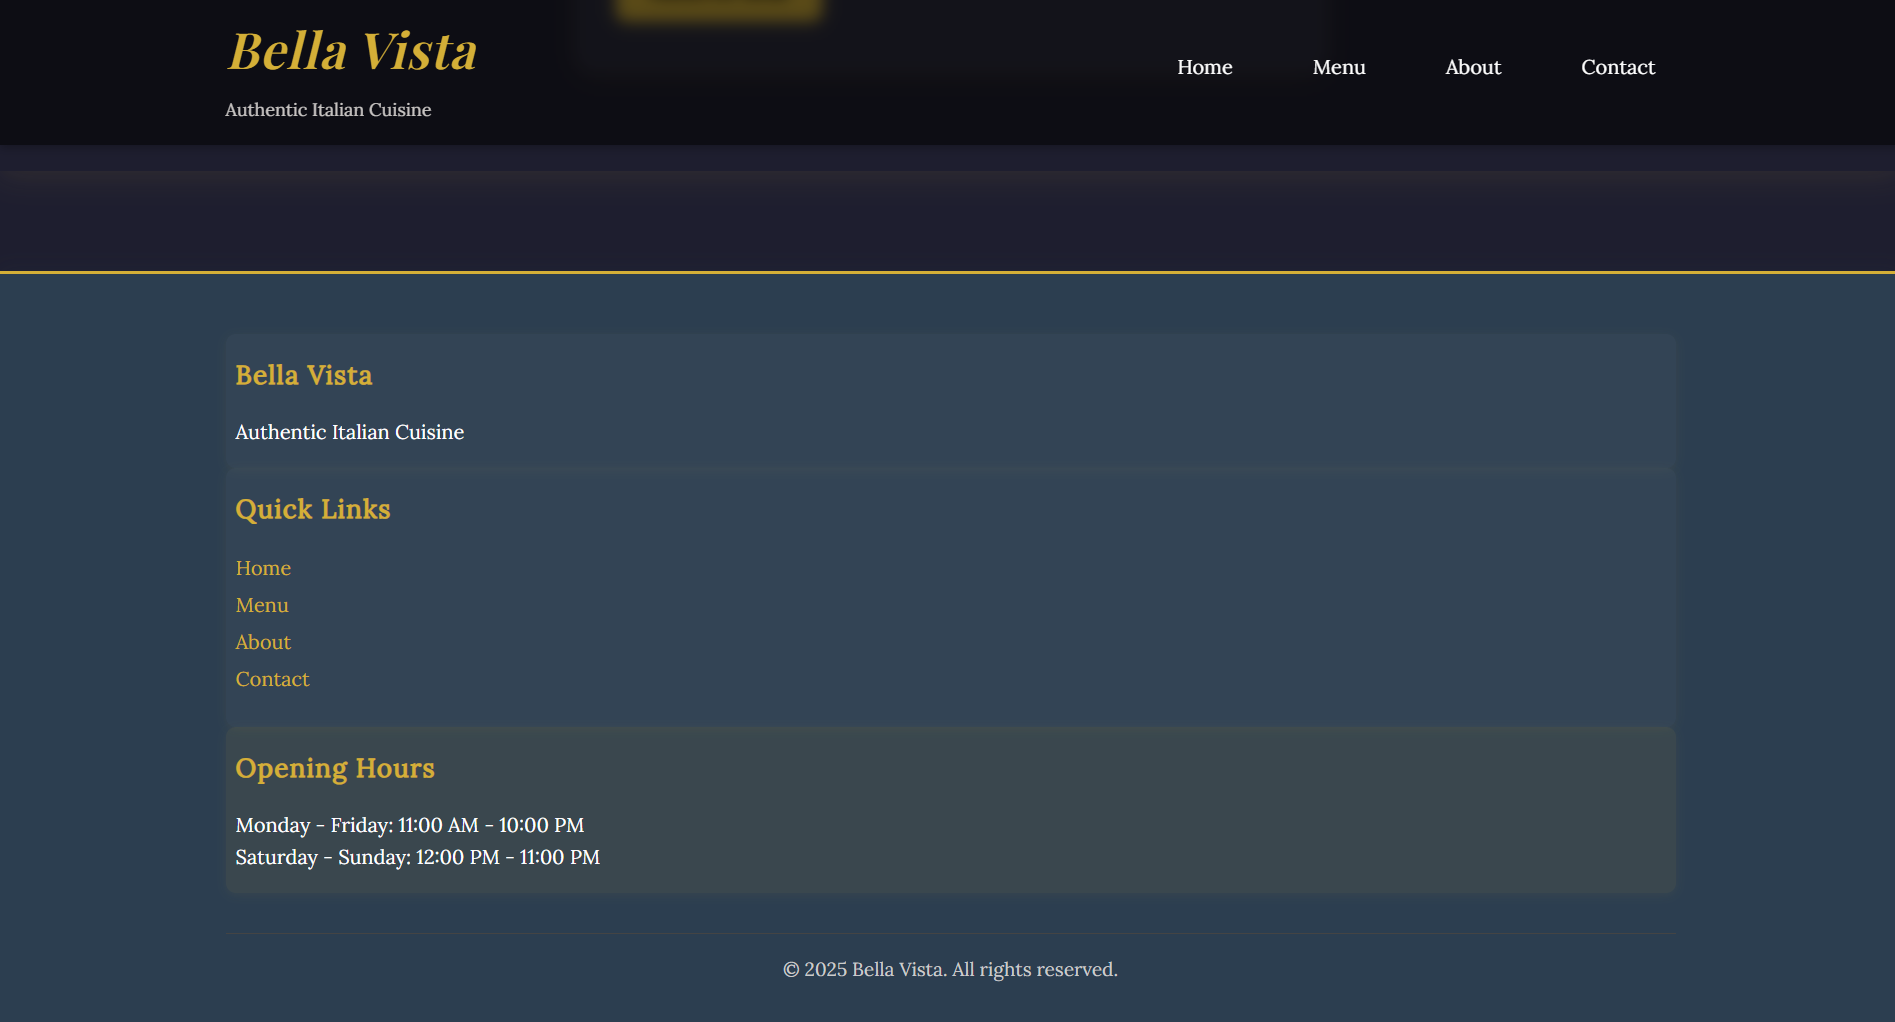 Bella Vista
Authentic Italian Cuisine
Home
Menu
About
Contact
Bella Vista
Authentic Italian Cuisine
Quick Links
Home
Menu
About
Contact
Opening Hours
Monday - Friday: 11:00 AM - 10:00 PM
Saturday - Sunday: 12:00 PM - 11:00 PM
© 2025 Bella Vista. All rights reserved.